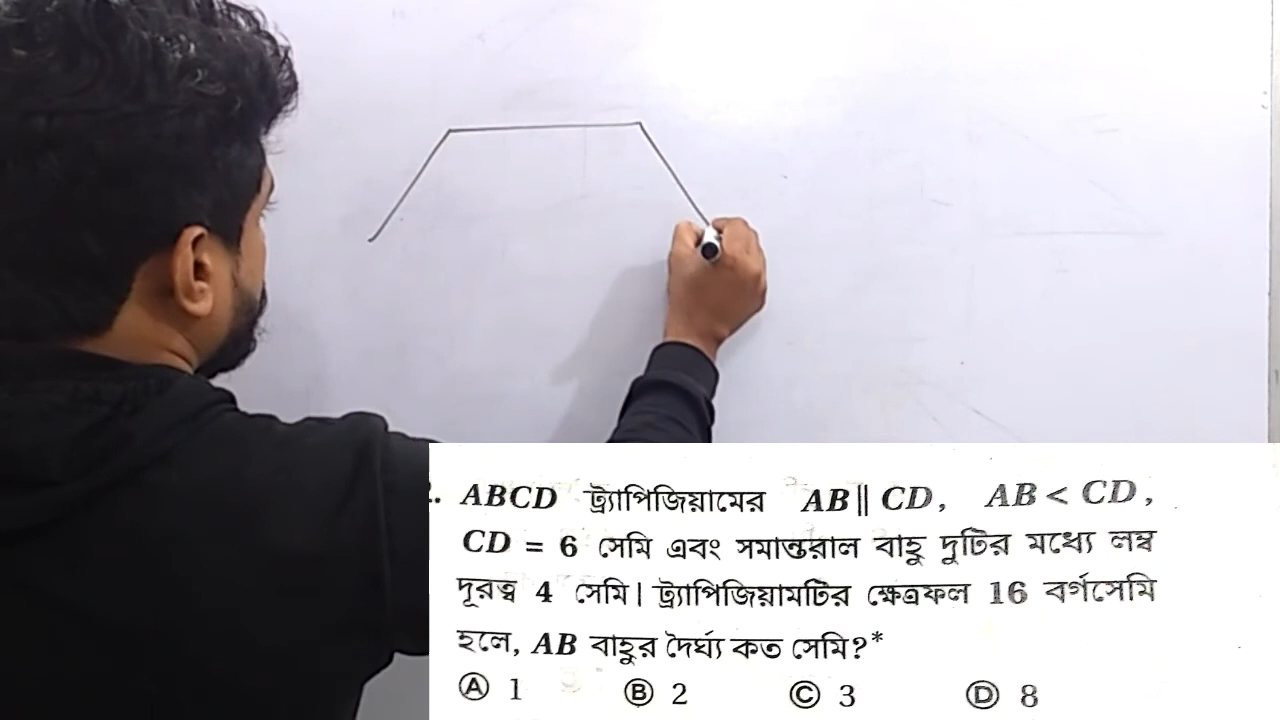 2. ABCD ট্র্যাপিজিয়ামের AB || CD, AB < CD,
CD = 6 সেমি এবং সমান্তরাল বাহু দুটির মধ্যে লম্ব
দূরত্ব 4 সেমি। ট্র্যাপিজিয়ামটির ক্ষেত্রফল 16 বর্গসেমি
হলে, AB বাহুর দৈর্ঘ্য কত সেমি?*
Ⓐ 1 Ⓑ 2 Ⓒ 3 Ⓓ 8